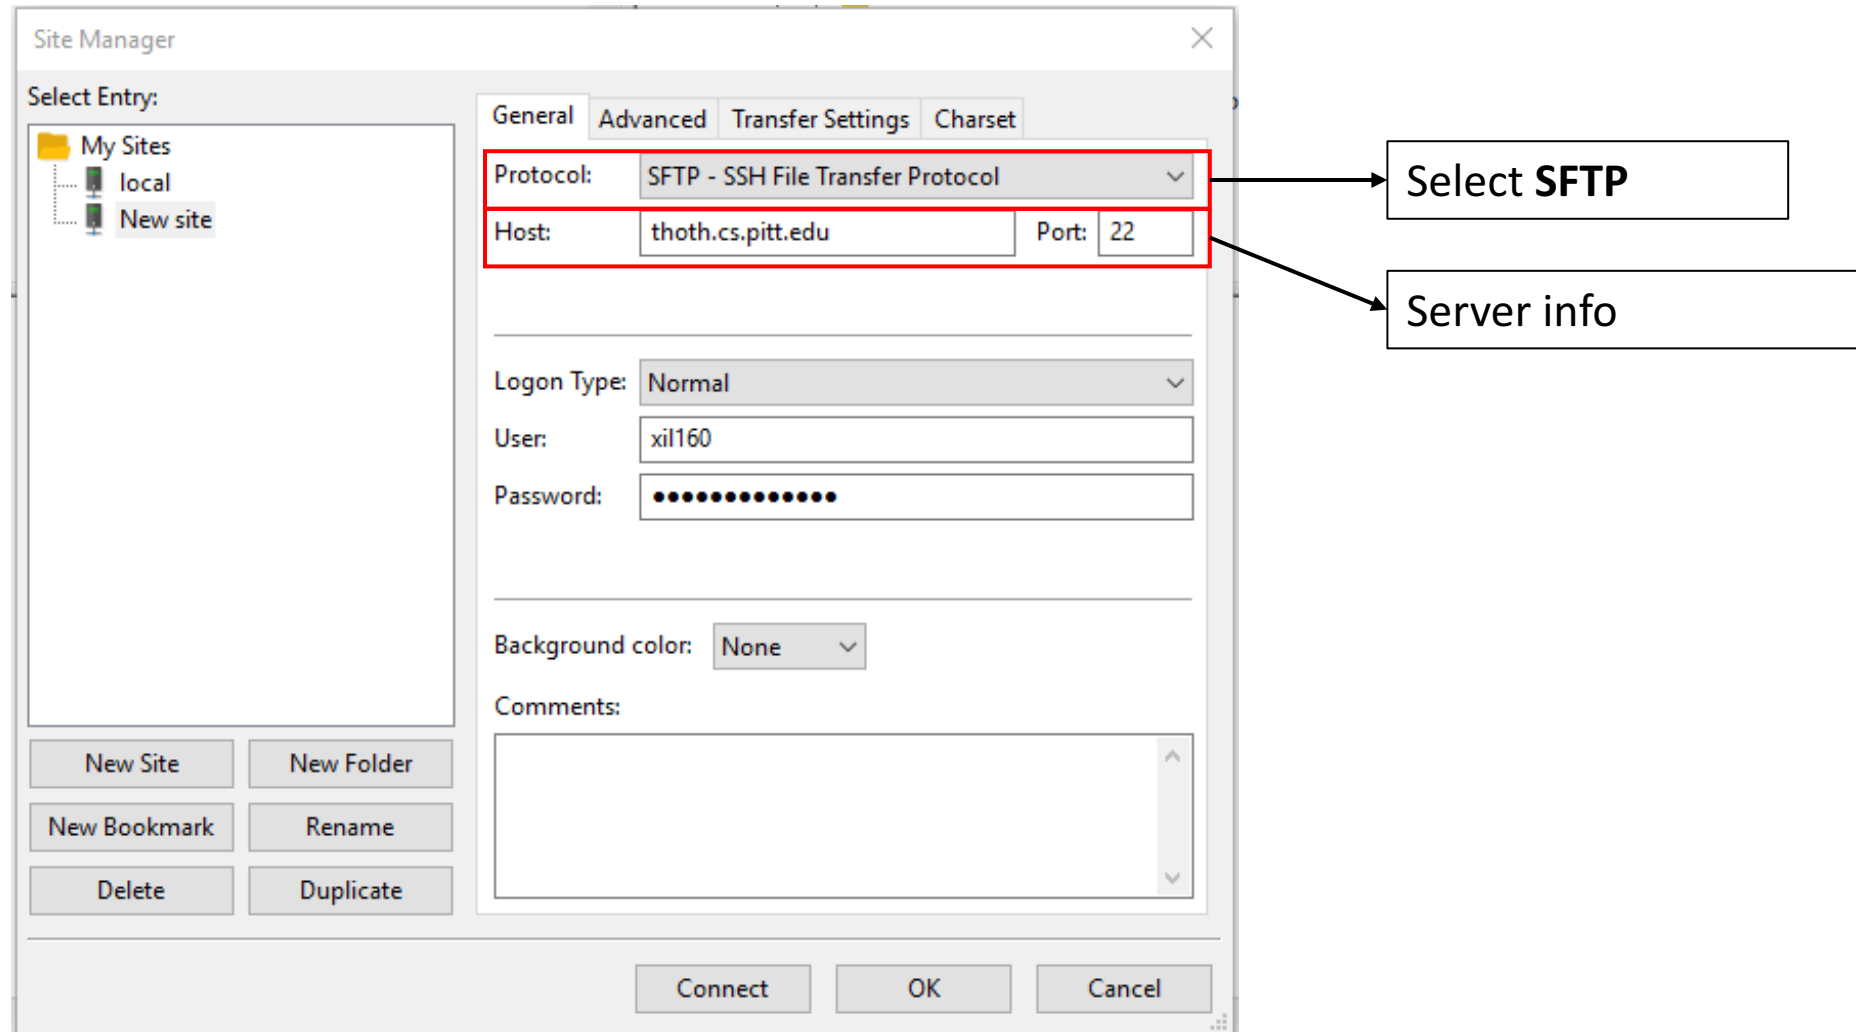 Site Manager
Select Entry:
My Sites
local
New site
New Site
New Folder
New Bookmark
Rename
Delete
Duplicate
General
Advanced
Transfer Settings
Charset
Protocol:
SFTP - SSH File Transfer Protocol
Host:
thoth.cs.pitt.edu
Port:
22
Logon Type:
Normal
User:
xil160
Password:
●●●●●●●●●●●●●
Background color:
None
Comments:
Connect
OK
Cancel
Select SFTP
Server info